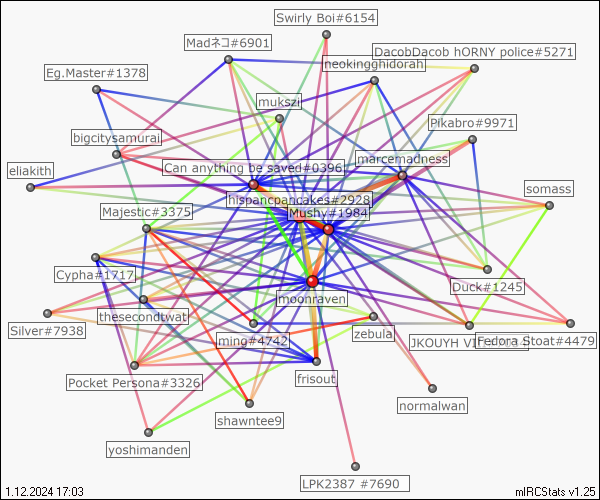 Swirly Boi#6154
Madネコ#6901
DacobDacob hORNY police#5271
neokingghidorah
Eg.Master#1378
mukszi
Pikabro#9971
bigcitysamurai
marcemadness
Can anything be saved#0396
eliakith
somass
hispancpancakes#2928
Majestic#3375
Mushy#1984
Cypha#1717
Duck#1245
moonraven
thesecondtwat
Silver#7938
zebula
ming#4742
JKOUYH
Fedora Stoat#4479
frisout
Pocket Persona#3326
normalwan
shawntee9
yoshimanden
LPK2387 #7690
1.12.2024 17:03
mIRCStats v1.25